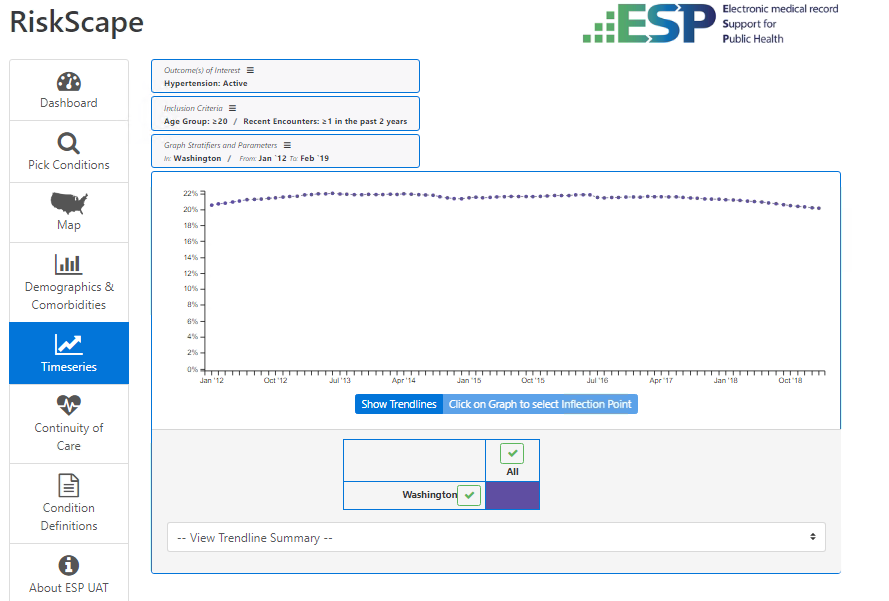 RiskScape
ESP
Electronic medical record
Support for
Public Health
Dashboard
Pick Conditions
Map
Demographics &
Comorbidities
Timeseries
Continuity of
Care
Condition
Definitions
About ESP UAT
Outcome(s) of Interest
Hypertension: Active
Inclusion Criteria
Age Group: ≥20 / Recent Encounters: ≥1 in the past 2 years
Graph Stratifiers and Parameters
In: Washington / From: Jan '12 To: Feb '19
22%
20%
18%
16%
14%
12%
10%
8%
6%
4%
2%
0%
Jan '12 Oct '12 Jul '13 Apr '14 Jan '15 Oct '15 Jul '16 Apr '17 Jan '18 Oct '18
Show Trendlines Click on Graph to select Inflection Point
All
Washington
-- View Trendline Summary --